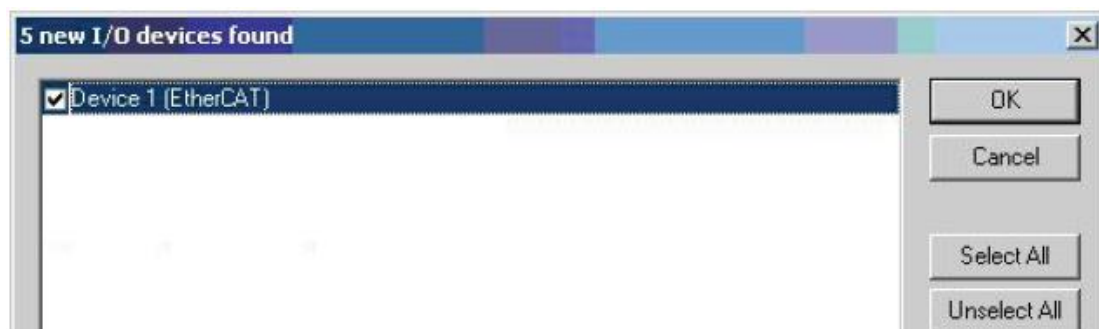 5 new I/O devices found
Device 1 (EtherCAT)
OK
Cancel
Select All
Unselect All